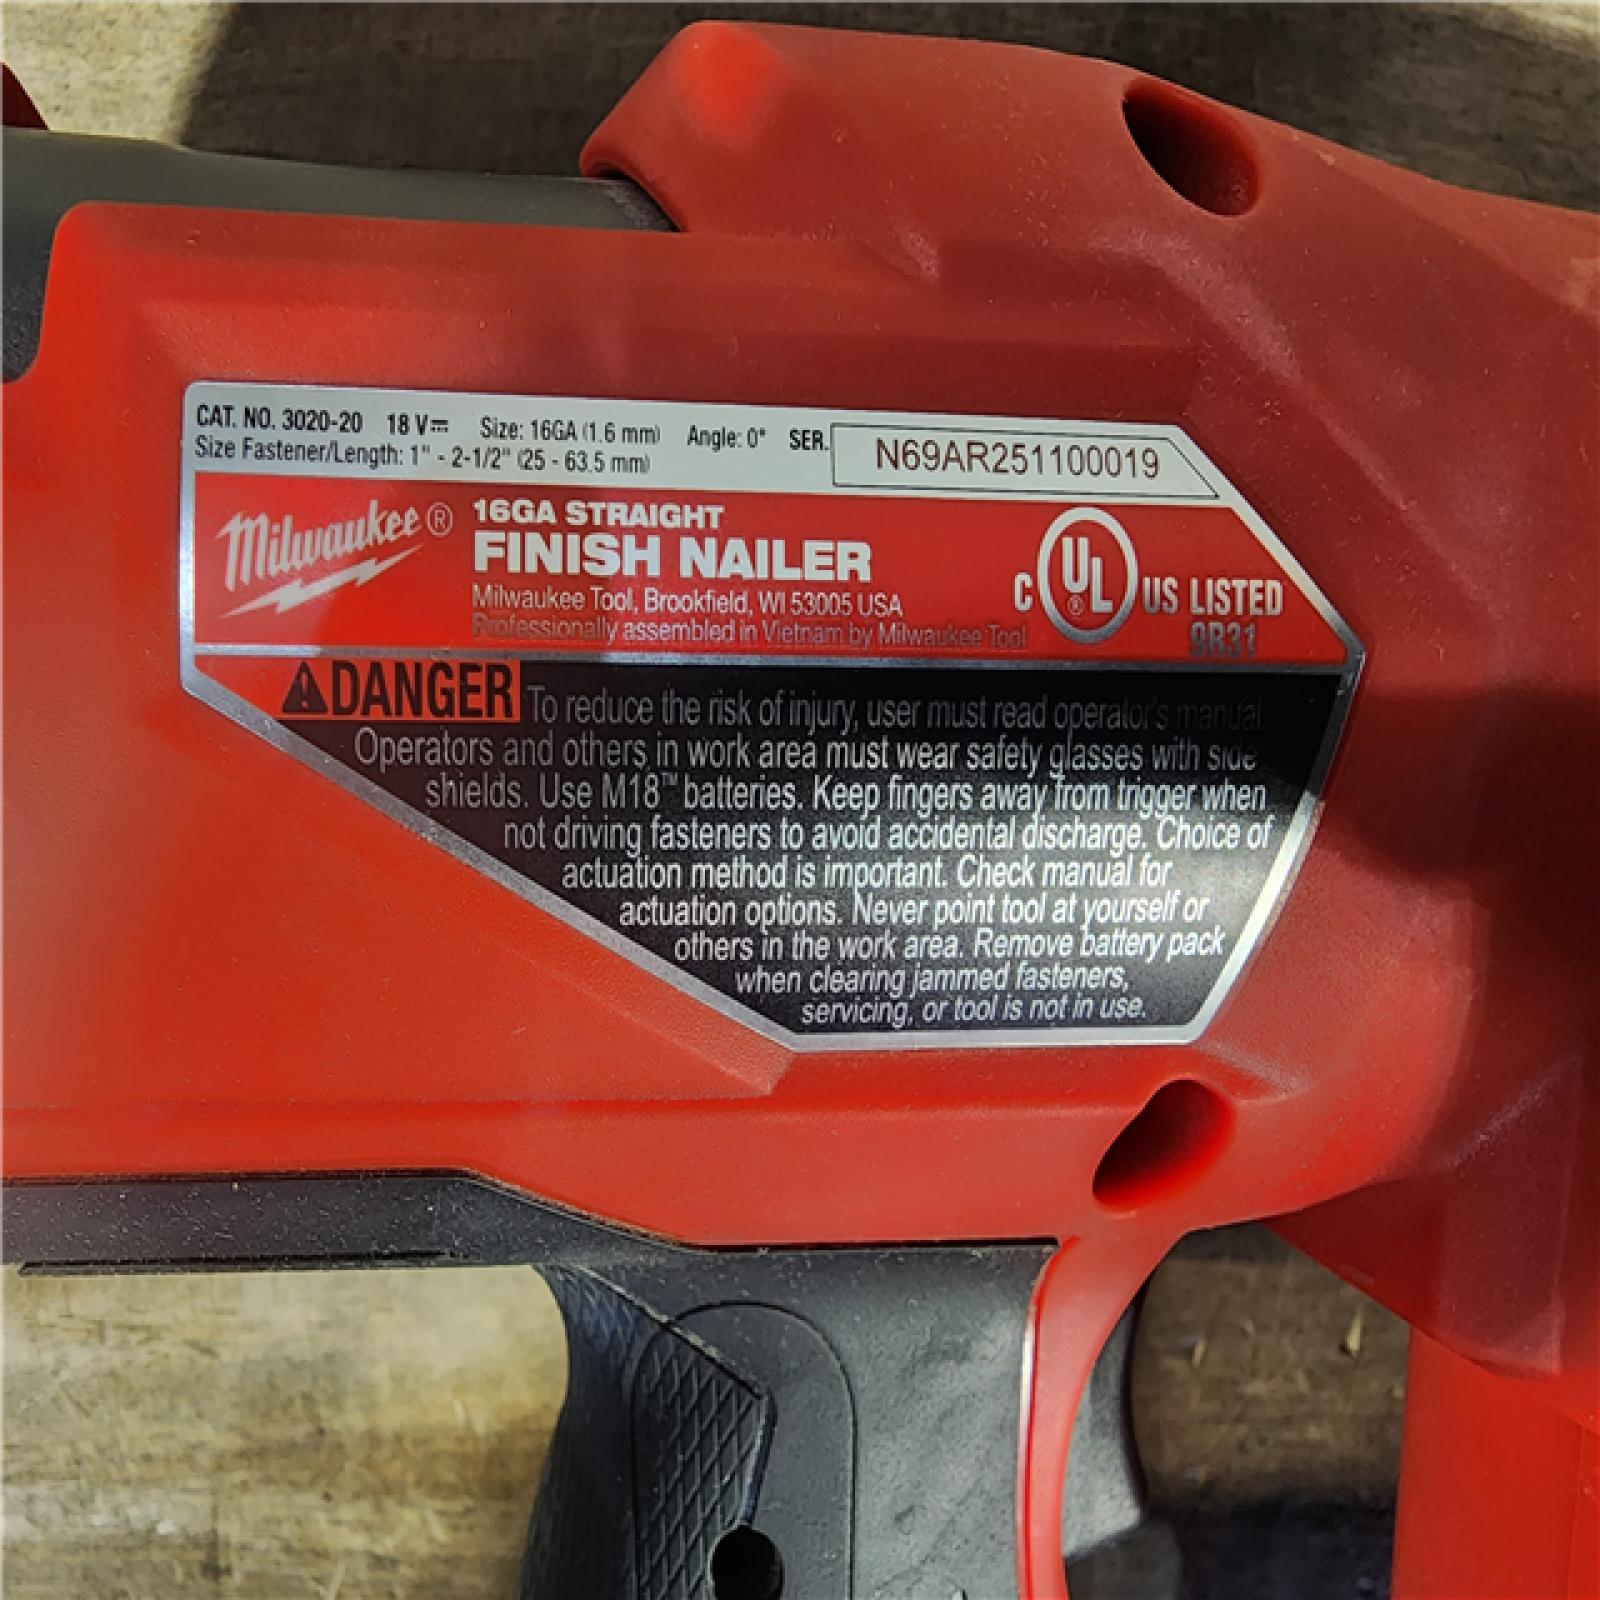 CAT. NO. 3020-20 18 V⎓ Size: 16GA (1.6 mm) Angle: 0° SER. N69AR251100019
Size Fastener/Length: 1" - 2-1/2" (25 - 63.5 mm)
Milwaukee® 16GA STRAIGHT
FINISH NAILER
Milwaukee Tool, Brookfield, WI 53005 USA
Professionally assembled in Vietnam by Milwaukee Tool
C UL® US LISTED
9R31
⚠DANGER To reduce the risk of injury, user must read operator's manual.
Operators and others in work area must wear safety glasses with side
shields. Use M18™ batteries. Keep fingers away from trigger when
not driving fasteners to avoid accidental discharge. Choice of
actuation method is important. Check manual for
actuation options. Never point tool at yourself or
others in the work area. Remove battery pack
when clearing jammed fasteners,
servicing, or tool is not in use.